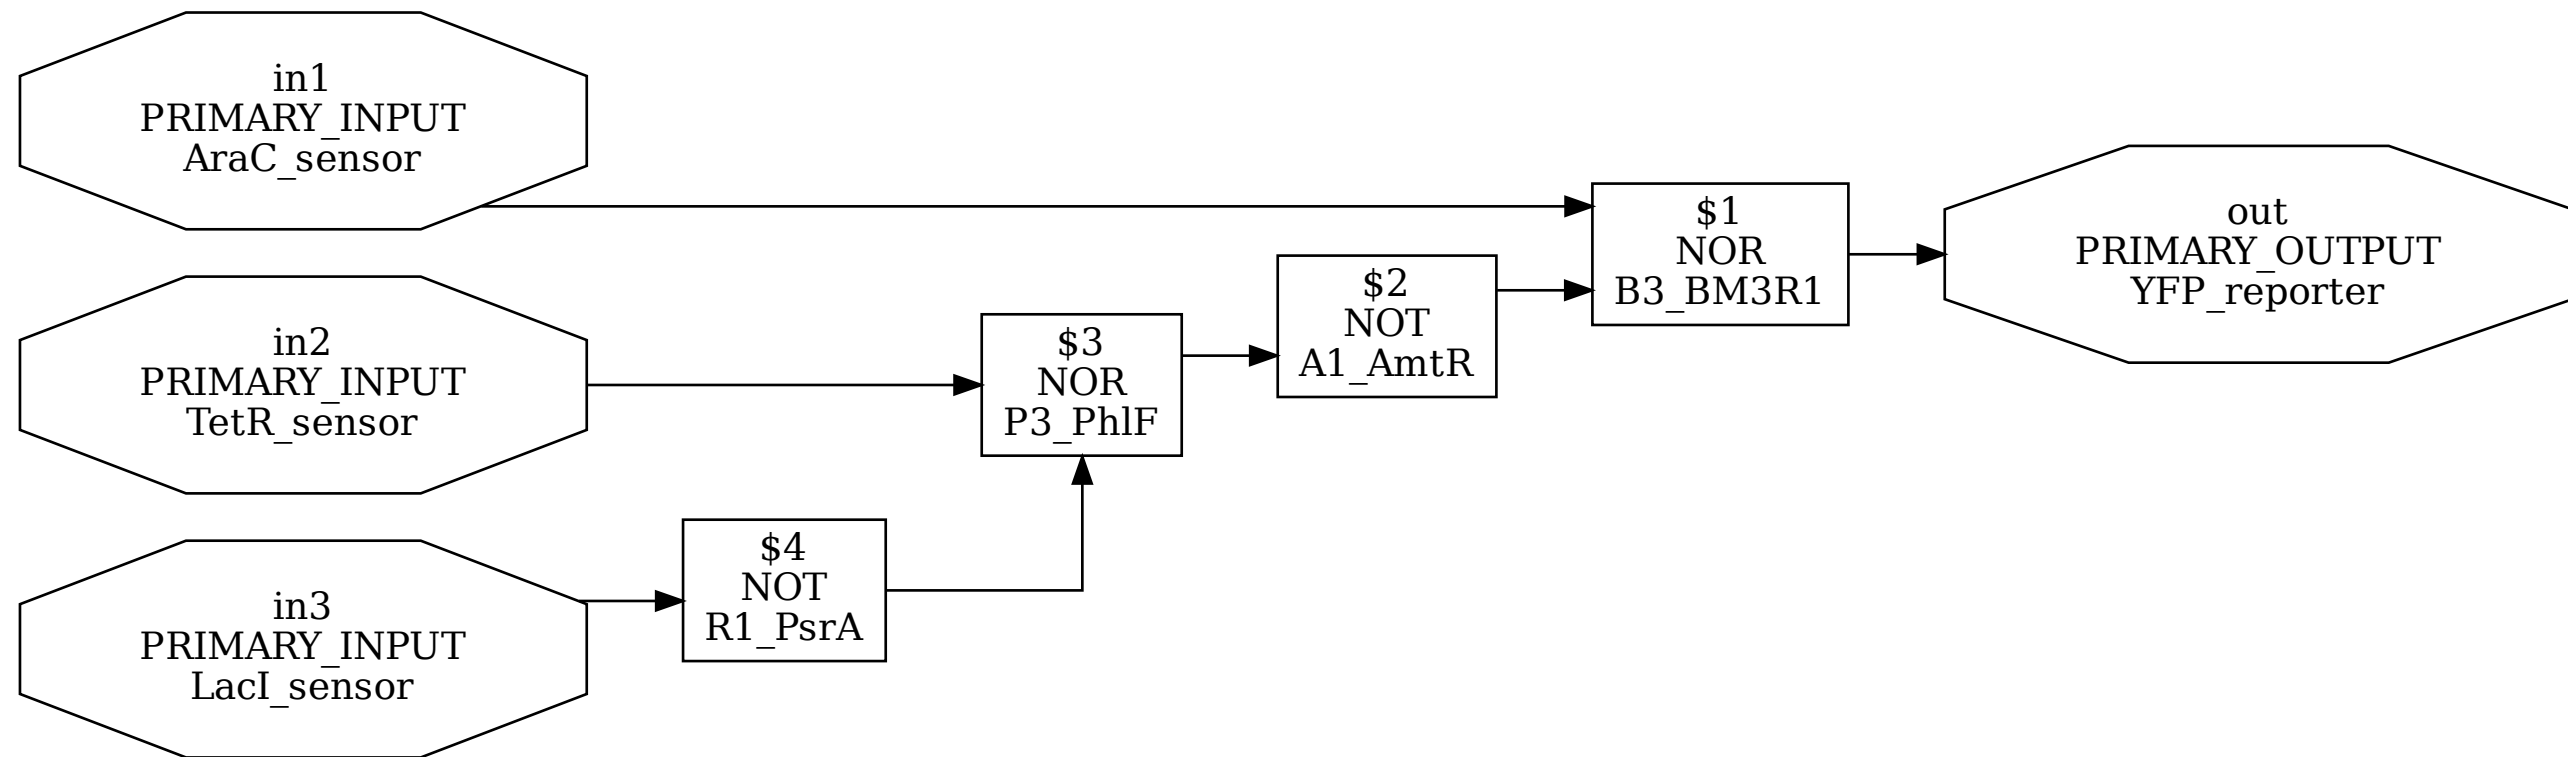 in1
PRIMARY_INPUT
AraC_sensor
in2
PRIMARY_INPUT
TetR_sensor
in3
PRIMARY_INPUT
LacI_sensor
$4
NOT
R1_PsrA
$3
NOR
P3_PhlF
$2
NOT
A1_AmtR
$1
NOR
B3_BM3R1
out
PRIMARY_OUTPUT
YFP_reporter